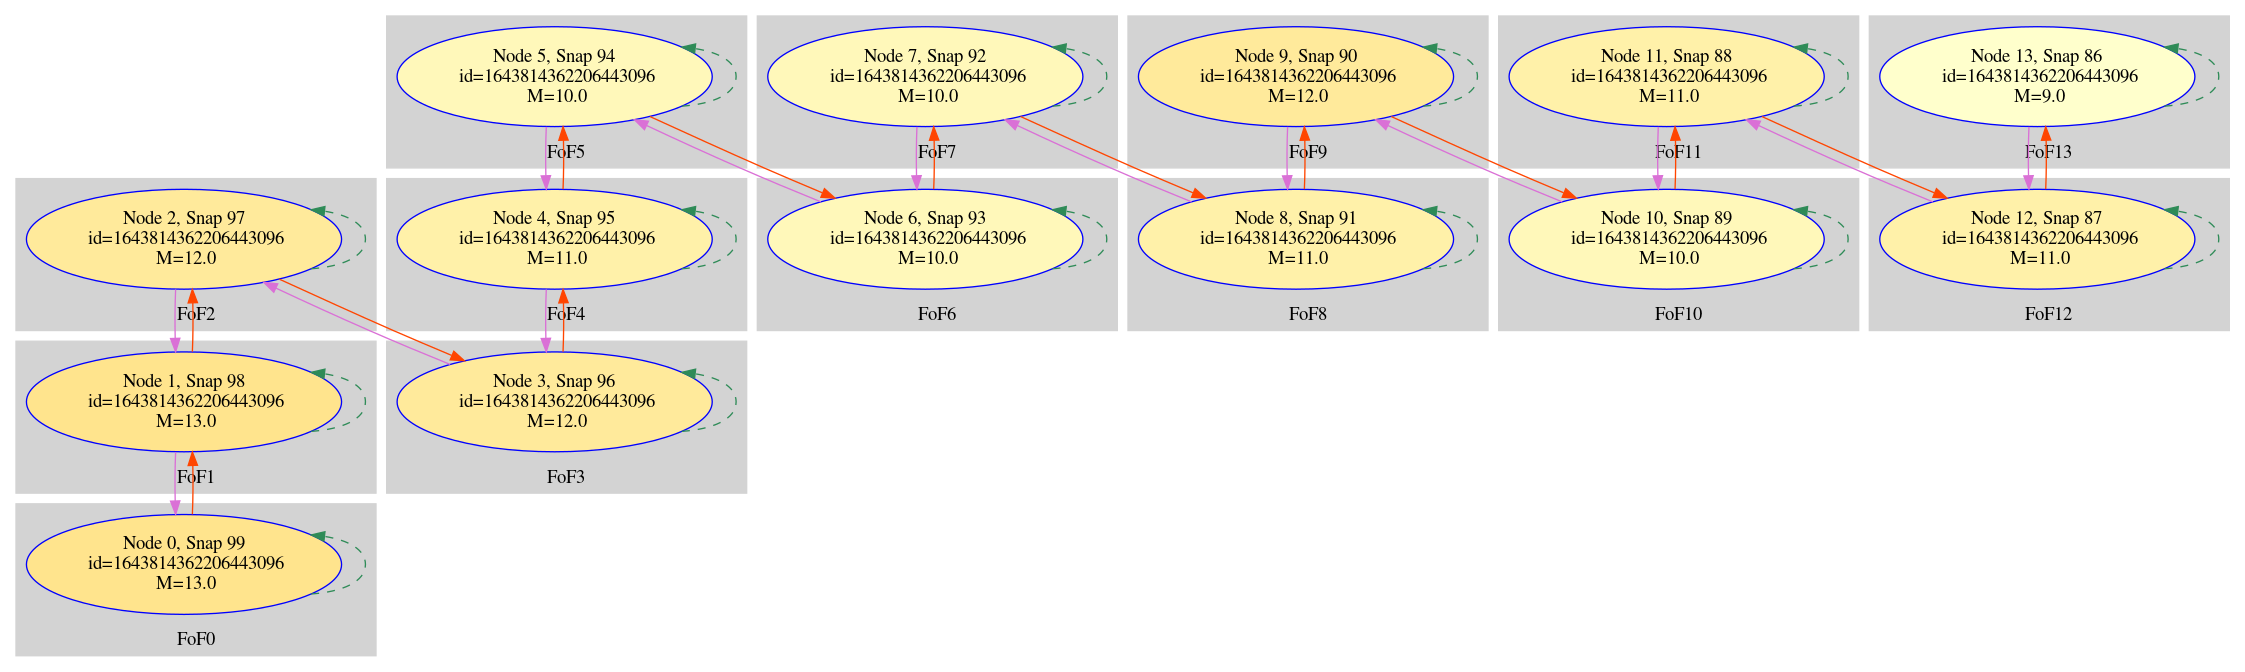 Node 5, Snap 94
id=1643814362206443096
M=10.0
FoF5
Node 7, Snap 92
id=1643814362206443096
M=10.0
FoF7
Node 9, Snap 90
id=1643814362206443096
M=12.0
FoF9
Node 11, Snap 88
id=1643814362206443096
M=11.0
FoF11
Node 13, Snap 86
id=1643814362206443096
M=9.0
FoF13
Node 2, Snap 97
id=1643814362206443096
M=12.0
FoF2
Node 4, Snap 95
id=1643814362206443096
M=11.0
FoF4
Node 6, Snap 93
id=1643814362206443096
M=10.0
FoF6
Node 8, Snap 91
id=1643814362206443096
M=11.0
FoF8
Node 10, Snap 89
id=1643814362206443096
M=10.0
FoF10
Node 12, Snap 87
id=1643814362206443096
M=11.0
FoF12
Node 1, Snap 98
id=1643814362206443096
M=13.0
FoF1
Node 3, Snap 96
id=1643814362206443096
M=12.0
FoF3
Node 0, Snap 99
id=1643814362206443096
M=13.0
FoF0